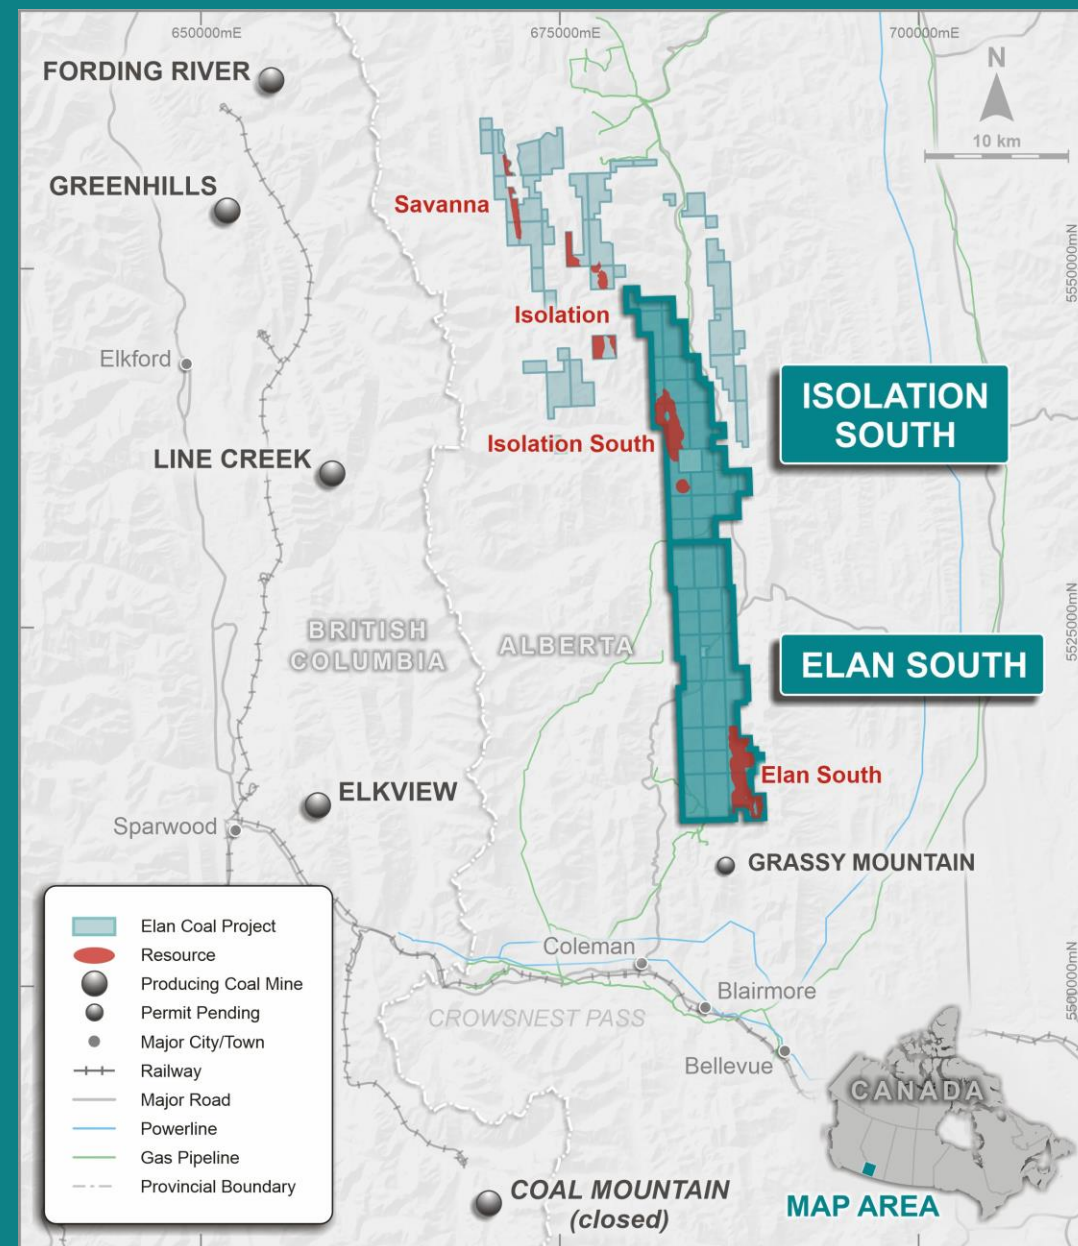 650000mE
675000mE
700000mE
FORDING RIVER
N
10 km
GREENHILLS
Savanna
5550000mN
Isolation
Elkford
ISOLATION
SOUTH
Isolation South
LINE CREEK
5525000mN
BRITISH
COLUMBIA
ALBERTA
ELAN SOUTH
Elan South
ELKVIEW
Sparwood
GRASSY MOUNTAIN
Elan Coal Project
Resource
Producing Coal Mine
Permit Pending
Major City/Town
Railway
Major Road
Powerline
Gas Pipeline
Provincial Boundary
Coleman
5500000mN
Blairmore
CROWSNEST PASS
Bellevue
CANADA
COAL MOUNTAIN
(closed)
MAP AREA